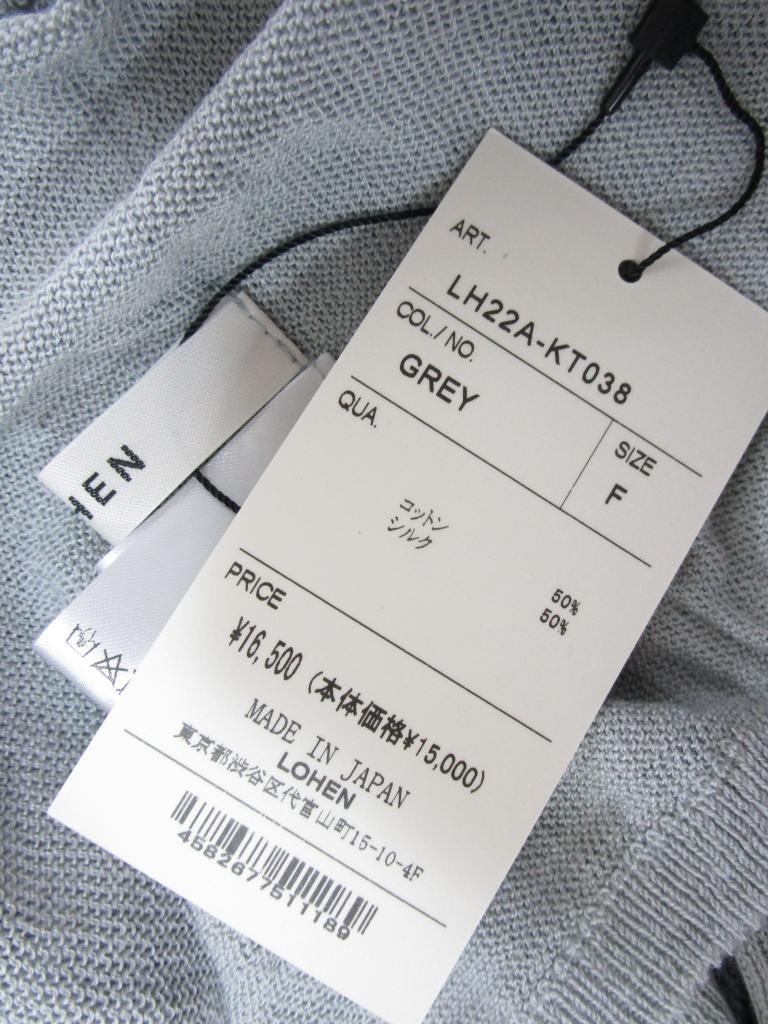 ART.
LH22A-KT038
COL./NO.
GREY
SIZE
F
QUA.
コットン 50%
シルク 50%
PRICE
¥16,500 (本体価格¥15,000)
MADE IN JAPAN
LOHEN
東京都渋谷区代官山町15-10-4F
4582677511189
EN